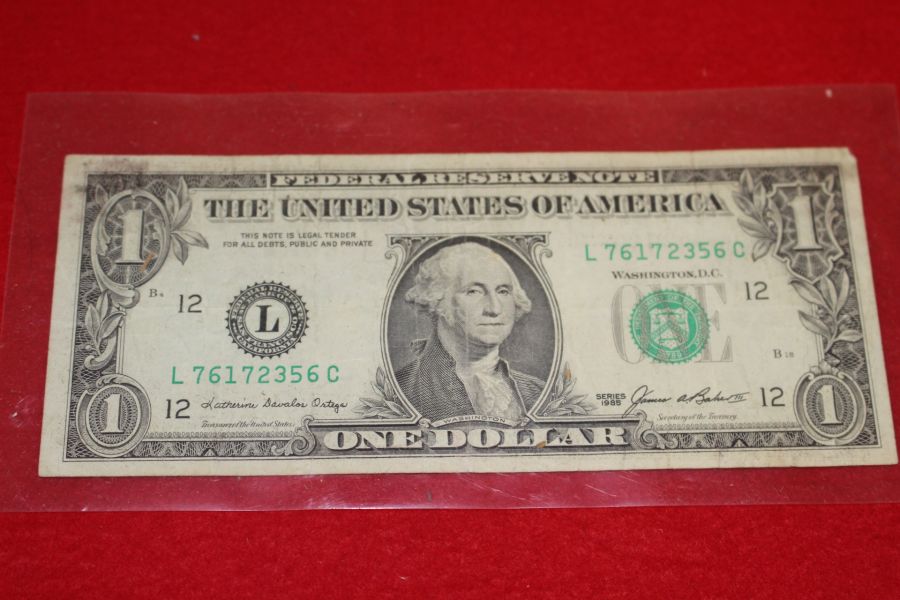 FEDERAL RESERVE NOTE
THE UNITED STATES OF AMERICA
1
1
THIS NOTE IS LEGAL TENDER
FOR ALL DEBTS, PUBLIC AND PRIVATE
L 76172356 C
WASHINGTON, D.C.
B4
12
12
L
ONE
B
L 76172356 C
12
Katherine Davalos Ortega
Treasurer of the United States.
SERIES
1985
James A Baker III
Secretary of the Treasury.
12
1
1
WASHINGTON
ONE DOLLAR